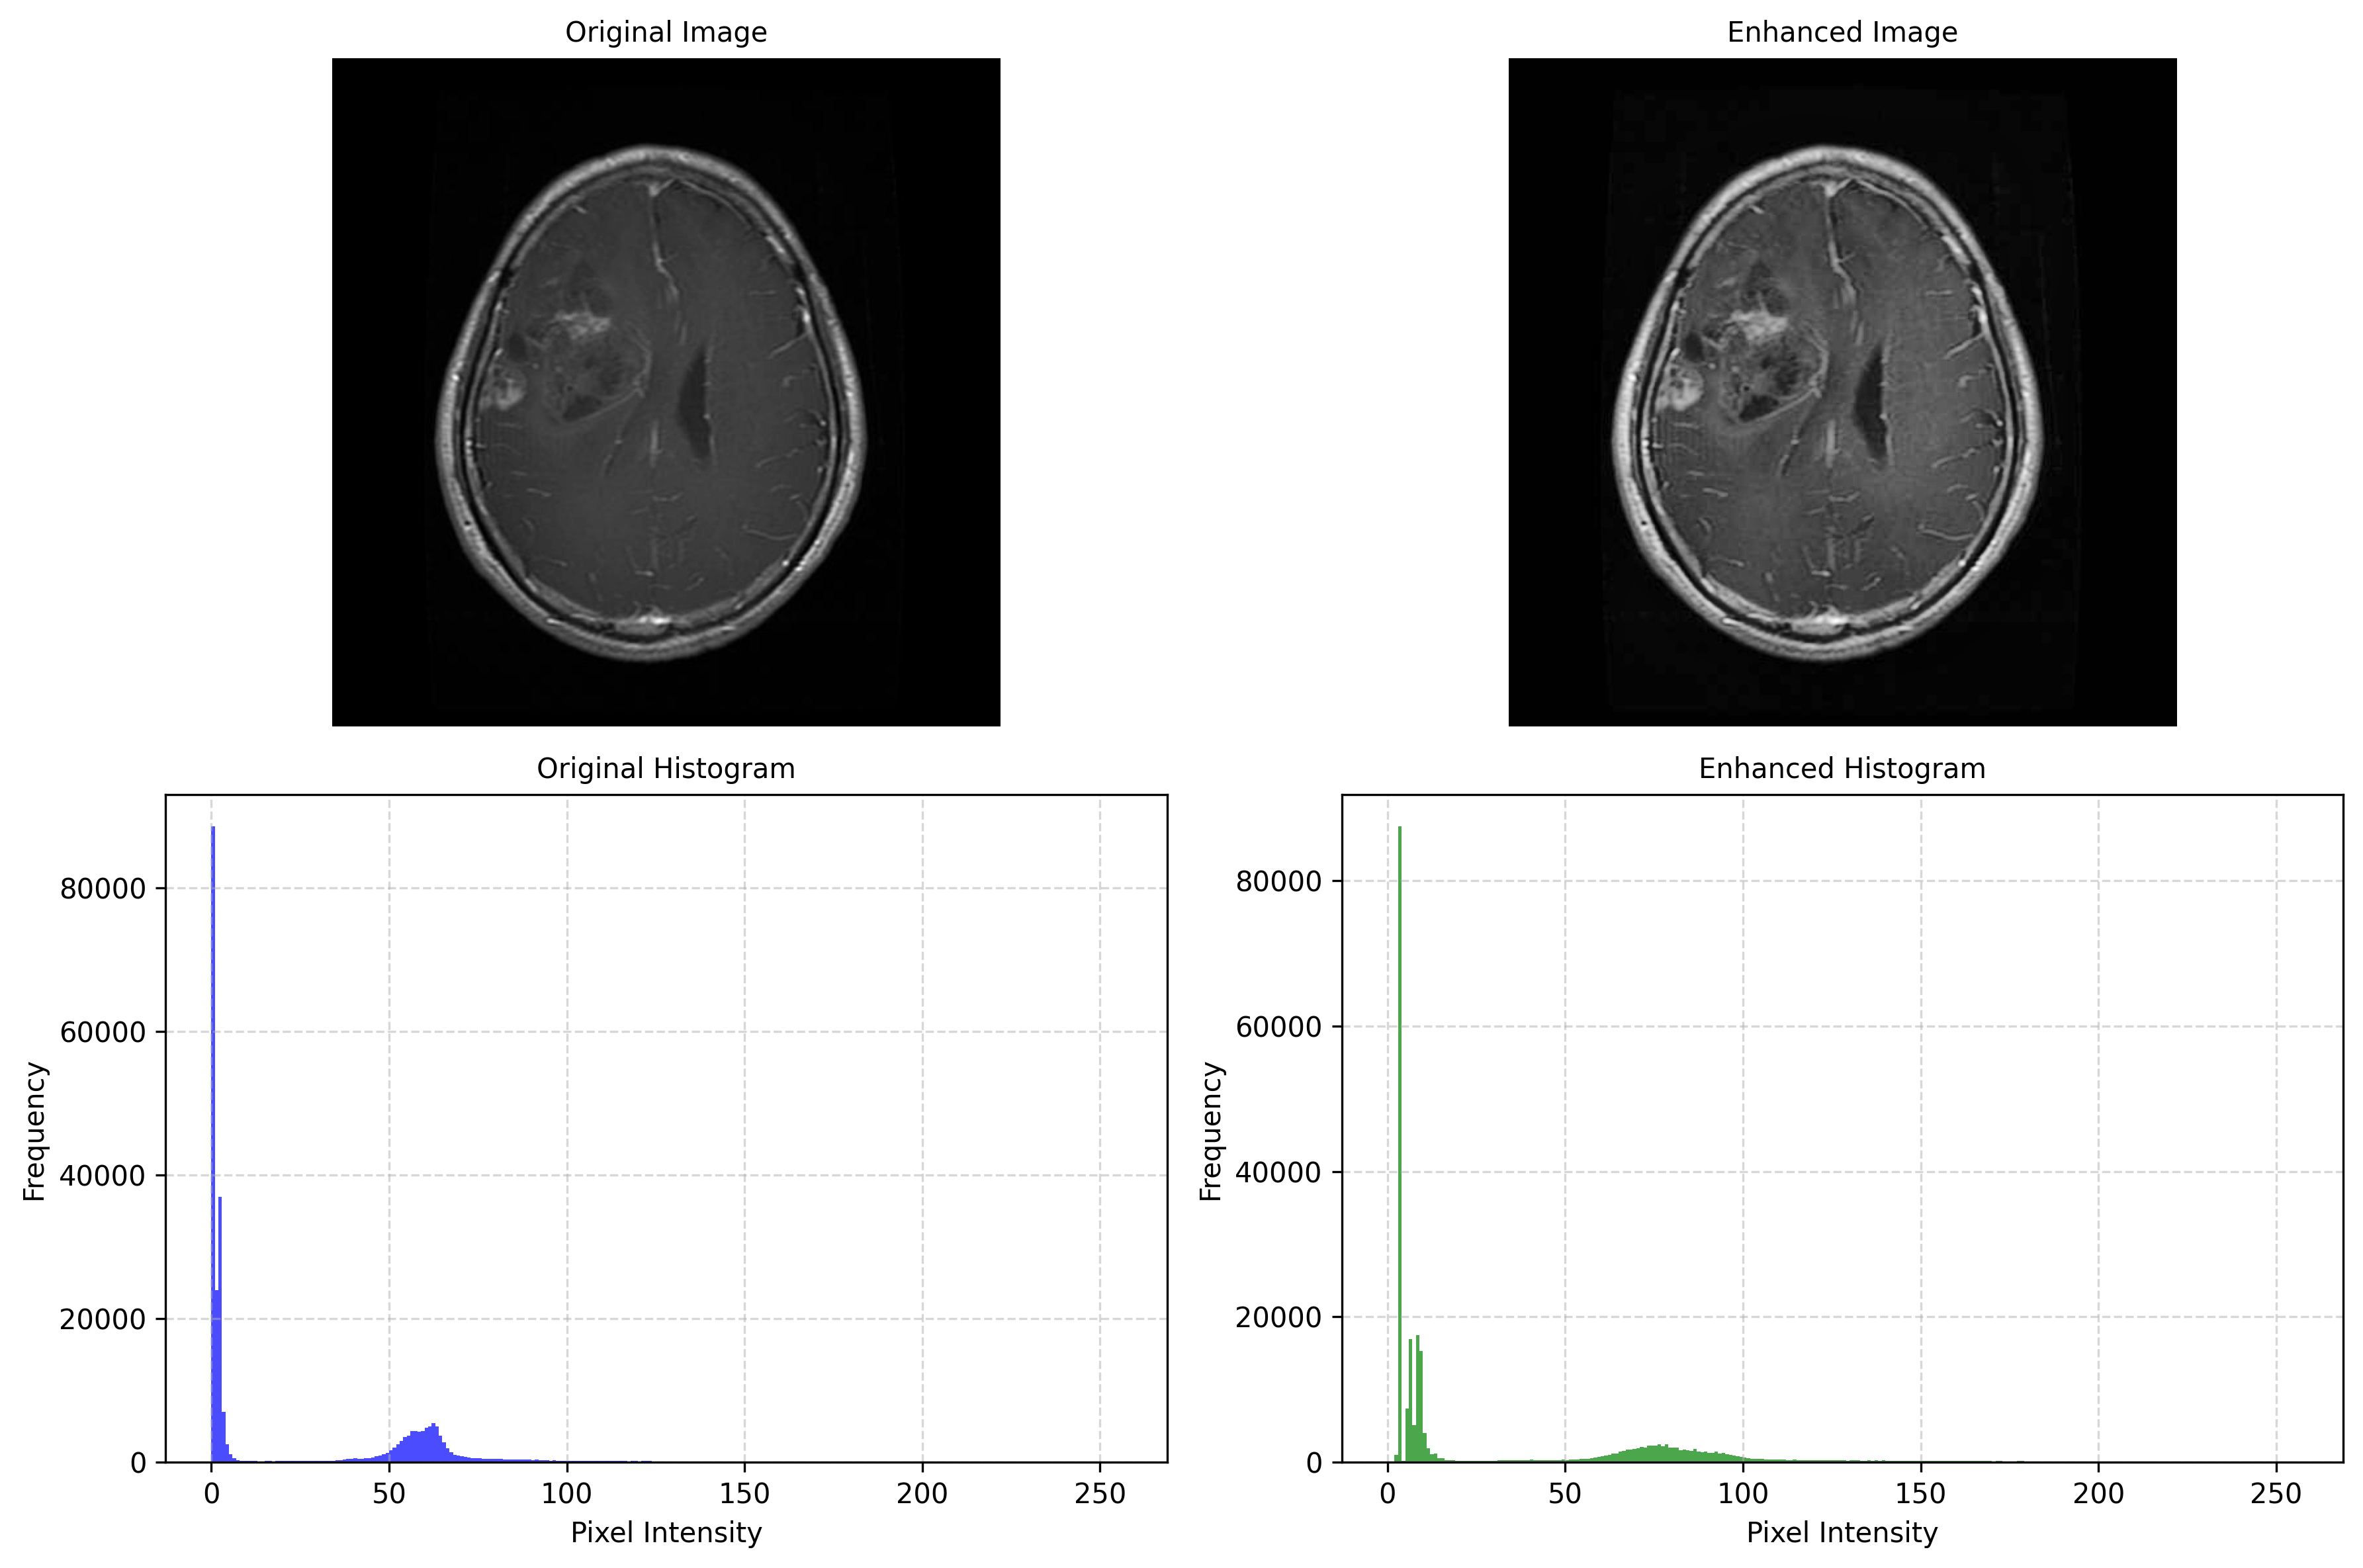 Original Image
Enhanced Image
Original Histogram
Enhanced Histogram
Frequency
80000
60000
40000
20000
0
0 50 100 150 200 250
Pixel Intensity
Frequency
80000
60000
40000
20000
0
0 50 100 150 200 250
Pixel Intensity